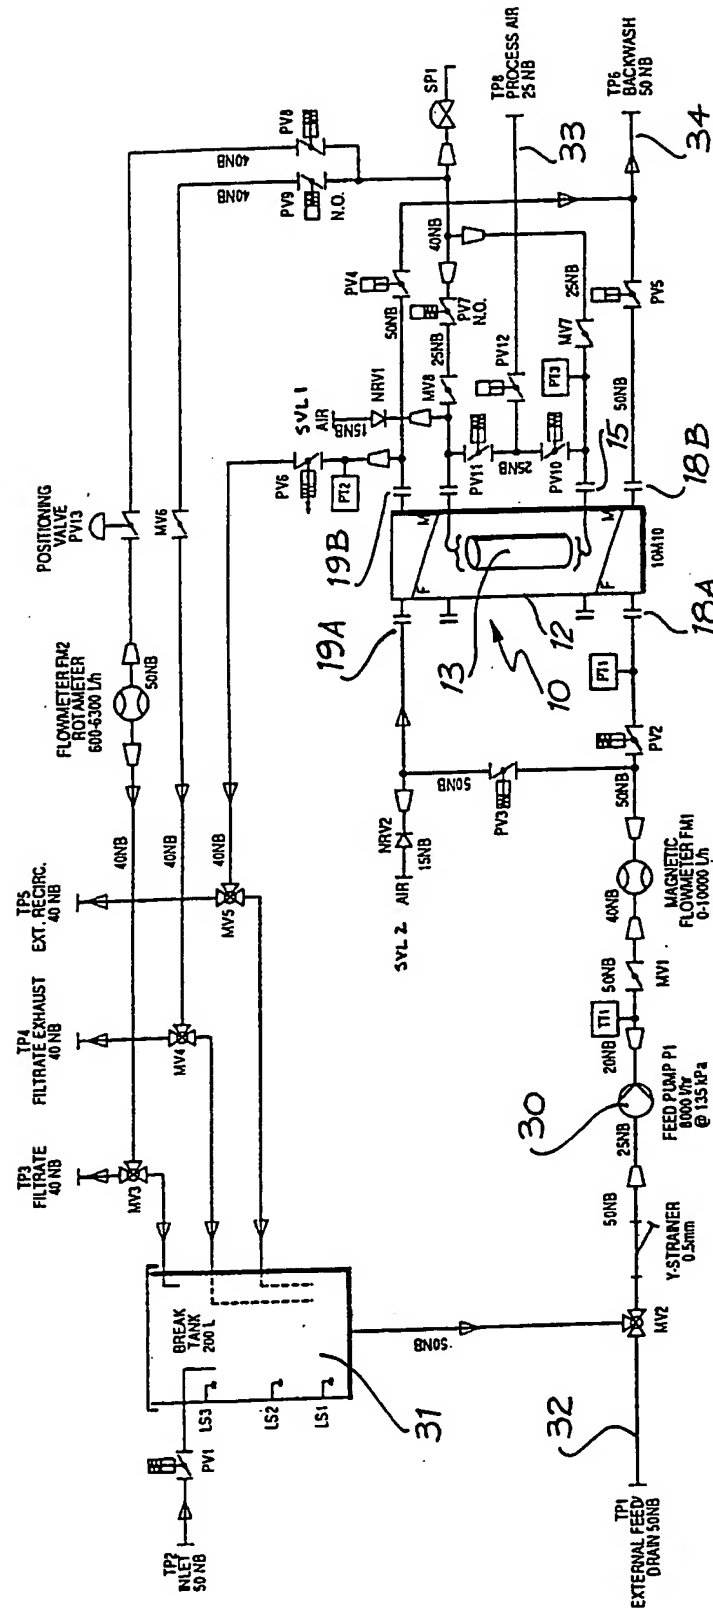 TP2
INLET
50 NB
PV1
BREAK
TANK
200 L
LS3
LS2
LS1
31
50NB
TP1
EXTERNAL FEED/
DRAIN 50NB
32
MV2
Y-STRAINER
0.5mm
50NB
25NB
FEED PUMP P1
8000 l/hr
@ 135 kPa
30
20NB
TT1
MV1
50NB
40NB
MAGNETIC
FLOWMETER FM1
0-10000 L/h
50NB
PV2
PT1
18A
PV3
50NB
SVL 2
AIR
NRV2
15NB
19A
19B
10
12
13
F
M
F
M
10M10
18B
15
TP3
FILTRATE
40 NB
MV3
TP4
FILTRATE EXHAUST
40 NB
MV4
TP5
EXT. RECIRC.
40 NB
MV5
40NB
40NB
40NB
FLOWMETER FM2
ROTAMETER
600-6300 L/h
50NB
POSITIONING
VALVE
PV13
MV6
PV6
PT2
SVL 1
AIR
15NB
NRV1
MV8
25NB
PV7
N.O.
50NB
PV4
40NB
PV11
25NB
PV10
PV12
PT3
MV7
25NB
50NB
PV5
40NB
40NB
PV9
N.O.
PV8
SP1
TP8
PROCESS AIR
25 NB
33
TP6
BACKWASH
50 NB
34